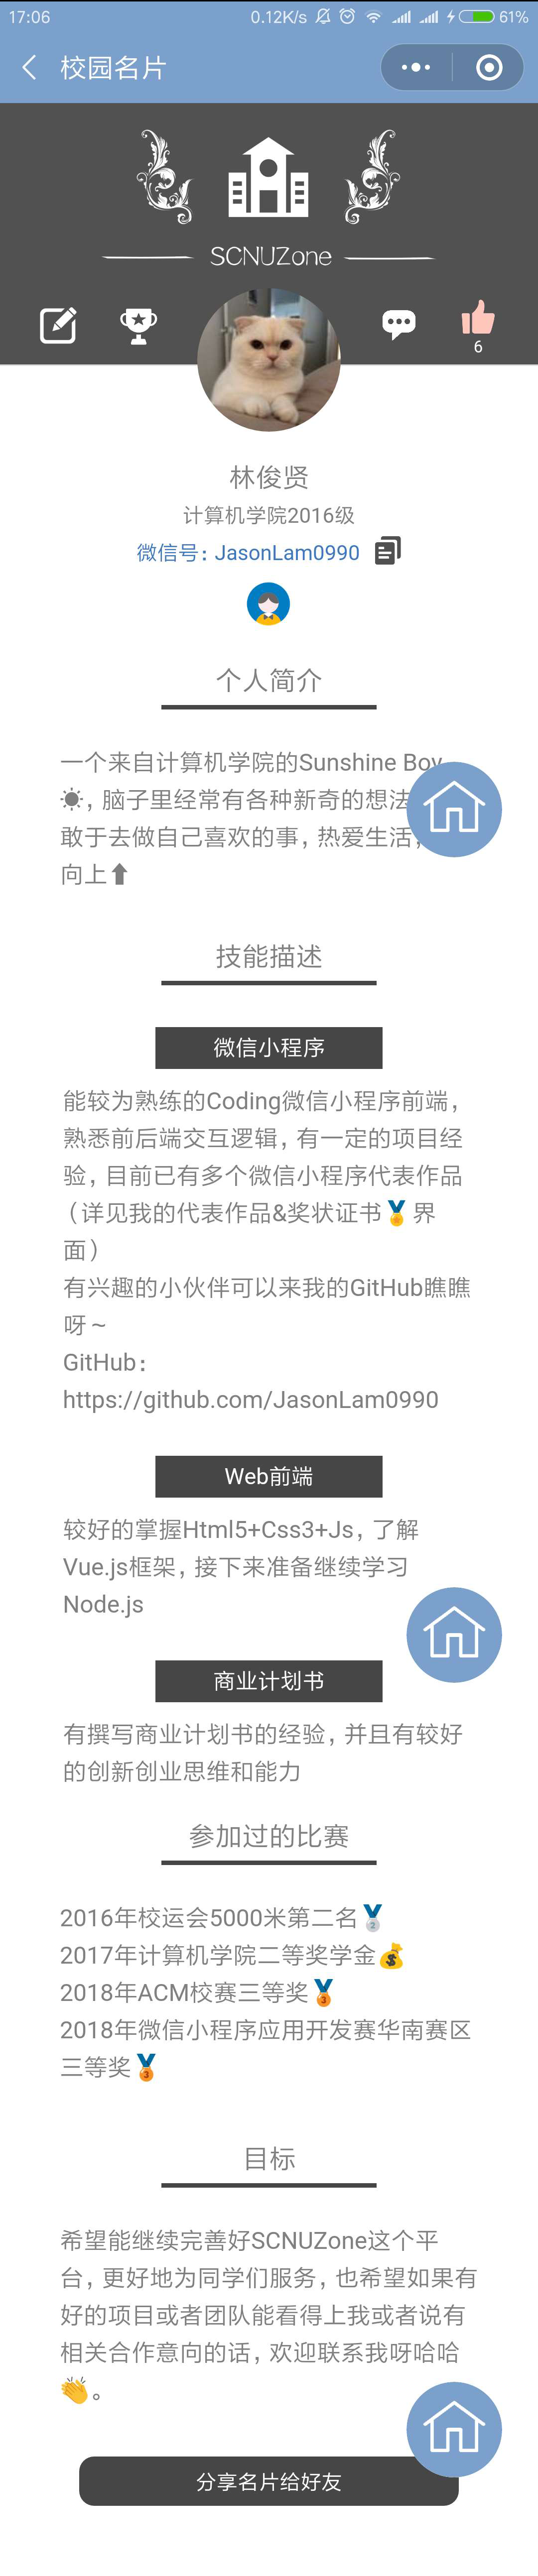 17:06 0.12K/s 61%
校园名片
SCNUZone
6
林俊贤
计算机学院2016级
微信号：JasonLam0990
个人简介
一个来自计算机学院的Sunshine Boy
☀，脑子里经常有各种新奇的想法
敢于去做自己喜欢的事，热爱生活，
向上⬆
技能描述
微信小程序
能较为熟练的Coding微信小程序前端，
熟悉前后端交互逻辑，有一定的项目经
验，目前已有多个微信小程序代表作品
（详见我的代表作品&奖状证书🏅界
面）
有兴趣的小伙伴可以来我的GitHub瞧瞧
呀～
GitHub：
https://github.com/JasonLam0990
Web前端
较好的掌握Html5+Css3+Js，了解
Vue.js框架，接下来准备继续学习
Node.js
商业计划书
有撰写商业计划书的经验，并且有较好
的创新创业思维和能力
参加过的比赛
2016年校运会5000米第二名🥈
2017年计算机学院二等奖学金💰
2018年ACM校赛三等奖🥉
2018年微信小程序应用开发赛华南赛区
三等奖🥉
目标
希望能继续完善好SCNUZone这个平
台，更好地为同学们服务，也希望如果有
好的项目或者团队能看得上我或者说有
相关合作意向的话，欢迎联系我呀哈哈
👏。
分享名片给好友